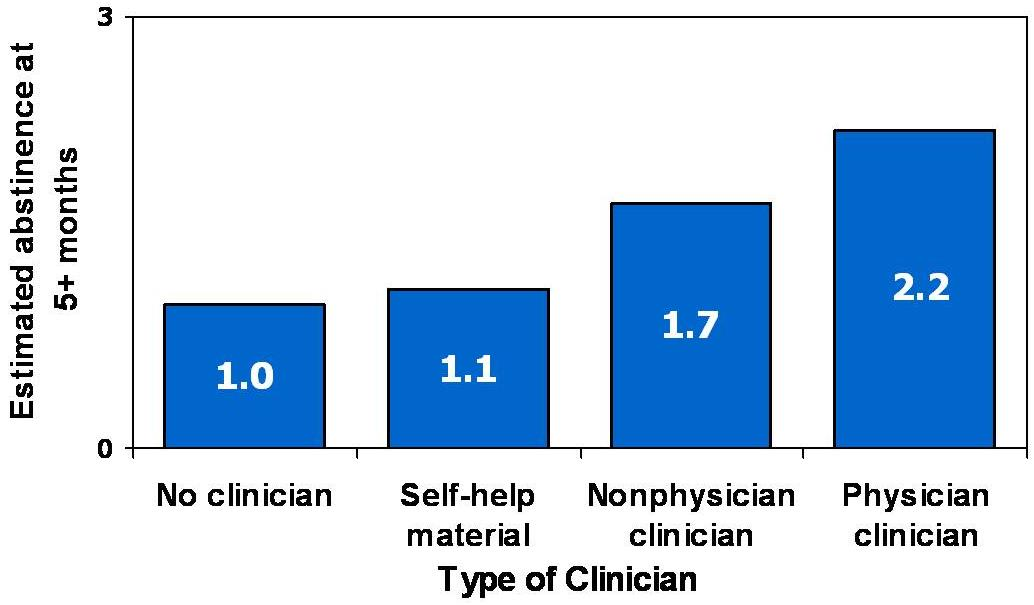 3
0
Estimated abstinence at
5+ months
1.0
1.1
1.7
2.2
No clinician
Self-help
material
Nonphysician
clinician
Physician
clinician
Type of Clinician